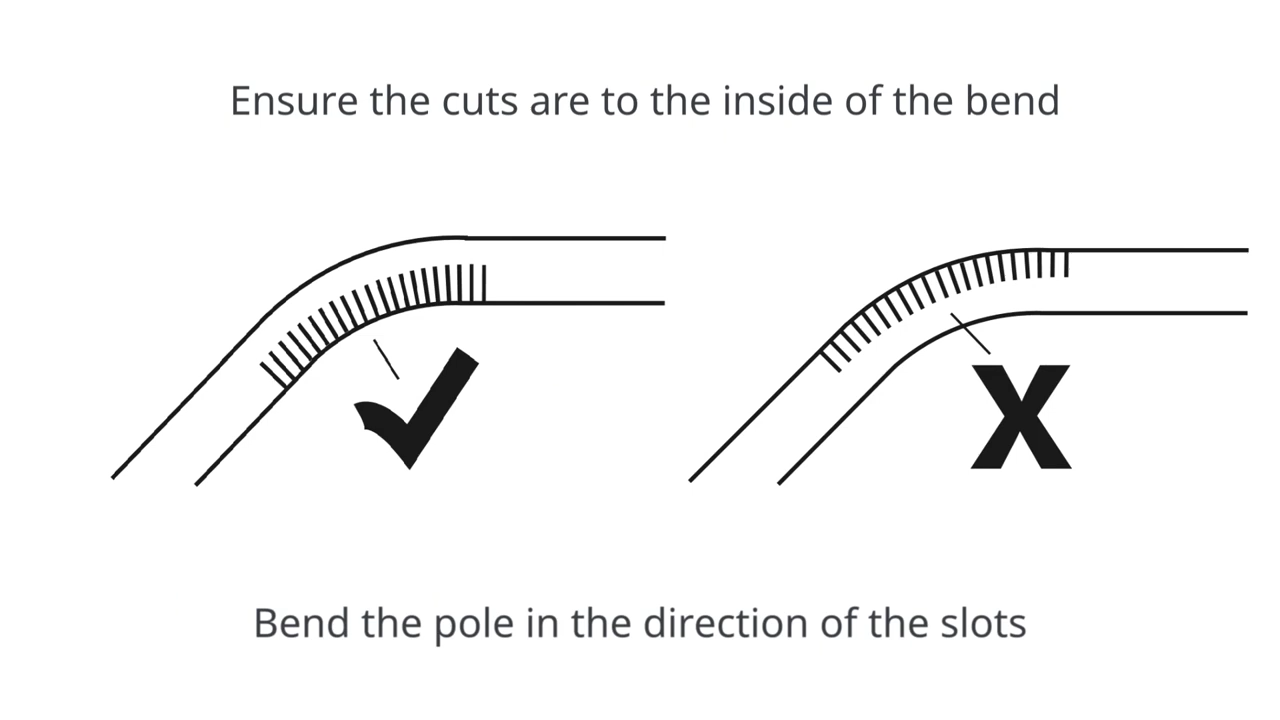 Ensure the cuts are to the inside of the bend
X
Bend the pole in the direction of the slots